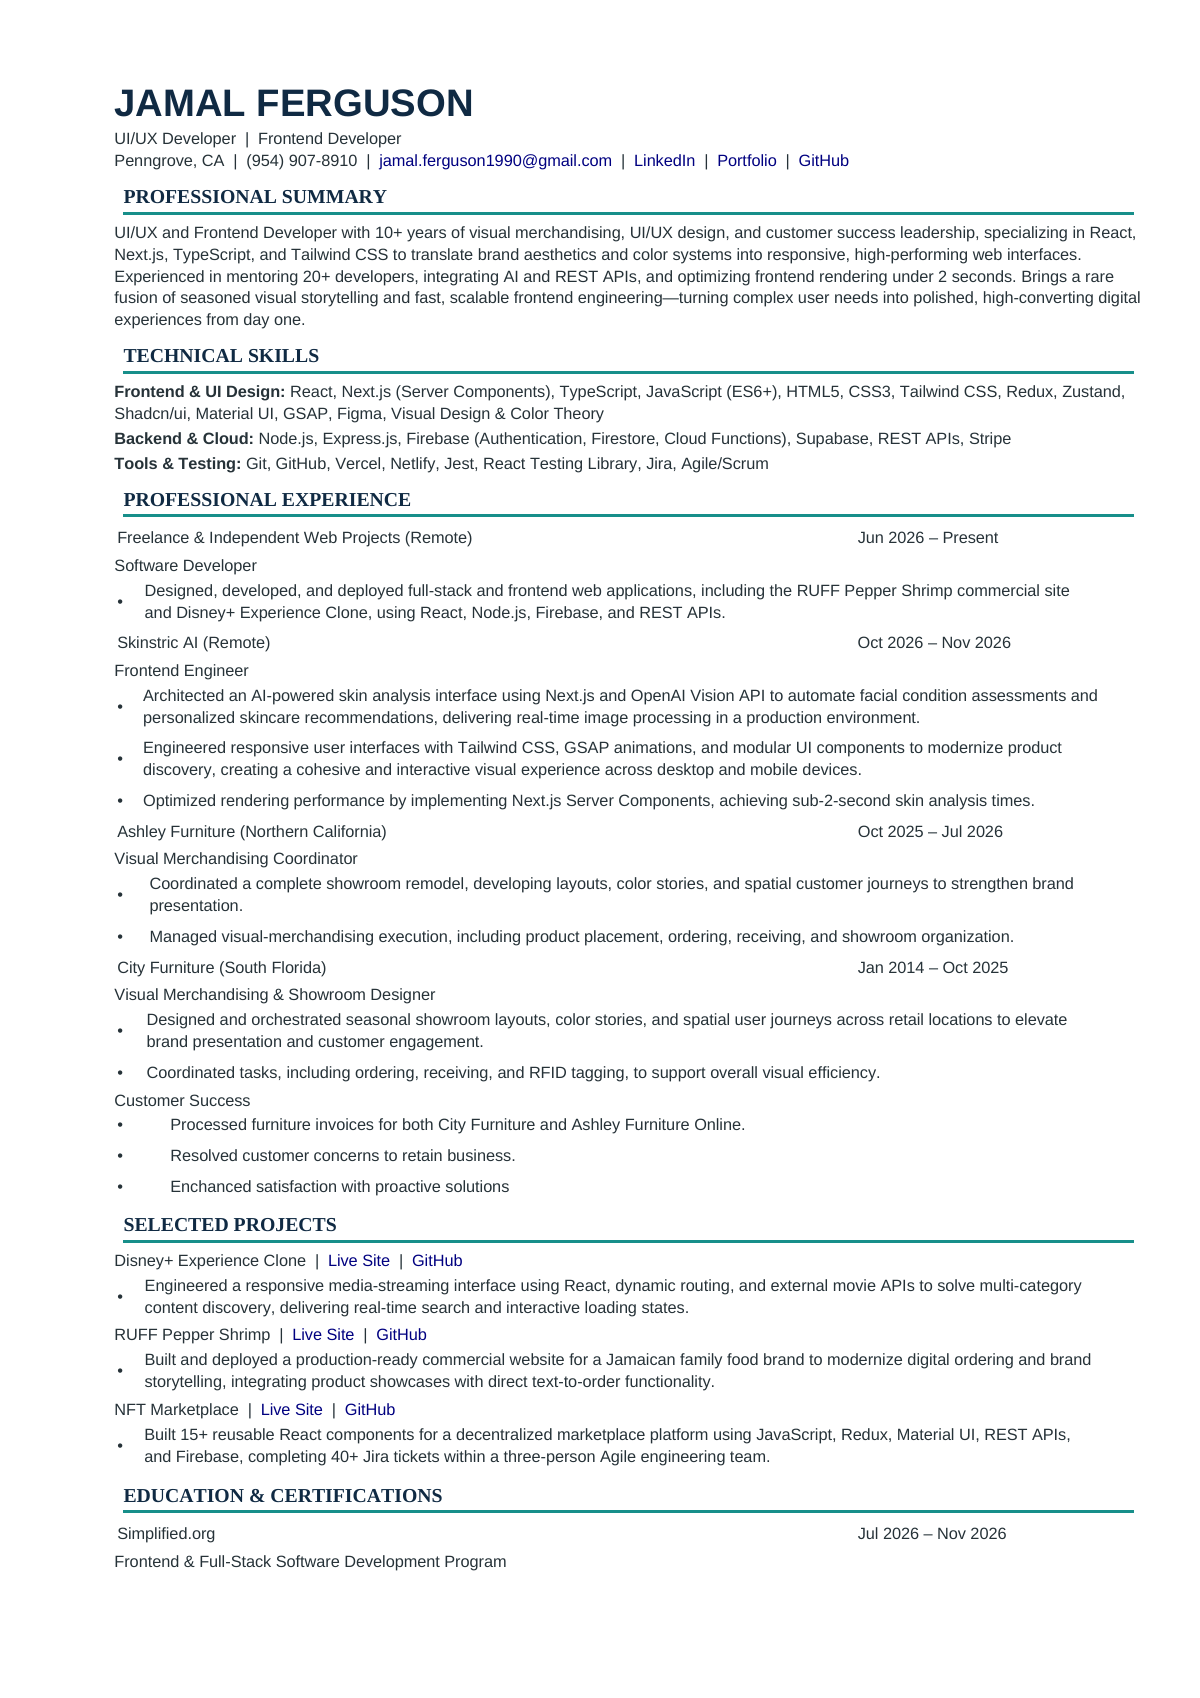 JAMAL FERGUSON
UI/UX Developer | Frontend Developer
Penngrove, CA | (954) 907-8910 | jamal.ferguson1990@gmail.com | LinkedIn | Portfolio | GitHub
PROFESSIONAL SUMMARY
UI/UX and Frontend Developer with 10+ years of visual merchandising, UI/UX design, and customer success leadership, specializing in React,
Next.js, TypeScript, and Tailwind CSS to translate brand aesthetics and color systems into responsive, high-performing web interfaces.
Experienced in mentoring 20+ developers, integrating AI and REST APIs, and optimizing frontend rendering under 2 seconds. Brings a rare
fusion of seasoned visual storytelling and fast, scalable frontend engineering—turning complex user needs into polished, high-converting digital
experiences from day one.
TECHNICAL SKILLS
Frontend & UI Design: React, Next.js (Server Components), TypeScript, JavaScript (ES6+), HTML5, CSS3, Tailwind CSS, Redux, Zustand,
Shadcn/ui, Material UI, GSAP, Figma, Visual Design & Color Theory
Backend & Cloud: Node.js, Express.js, Firebase (Authentication, Firestore, Cloud Functions), Supabase, REST APIs, Stripe
Tools & Testing: Git, GitHub, Vercel, Netlify, Jest, React Testing Library, Jira, Agile/Scrum
PROFESSIONAL EXPERIENCE
Freelance & Independent Web Projects (Remote) Jun 2026 – Present
Software Developer
• Designed, developed, and deployed full-stack and frontend web applications, including the RUFF Pepper Shrimp commercial site
and Disney+ Experience Clone, using React, Node.js, Firebase, and REST APIs.
Skinstric AI (Remote) Oct 2026 – Nov 2026
Frontend Engineer
• Architected an AI-powered skin analysis interface using Next.js and OpenAI Vision API to automate facial condition assessments and
personalized skincare recommendations, delivering real-time image processing in a production environment.
• Engineered responsive user interfaces with Tailwind CSS, GSAP animations, and modular UI components to modernize product
discovery, creating a cohesive and interactive visual experience across desktop and mobile devices.
• Optimized rendering performance by implementing Next.js Server Components, achieving sub-2-second skin analysis times.
Ashley Furniture (Northern California) Oct 2025 – Jul 2026
Visual Merchandising Coordinator
• Coordinated a complete showroom remodel, developing layouts, color stories, and spatial customer journeys to strengthen brand
presentation.
• Managed visual-merchandising execution, including product placement, ordering, receiving, and showroom organization.
City Furniture (South Florida) Jan 2014 – Oct 2025
Visual Merchandising & Showroom Designer
• Designed and orchestrated seasonal showroom layouts, color stories, and spatial user journeys across retail locations to elevate
brand presentation and customer engagement.
• Coordinated tasks, including ordering, receiving, and RFID tagging, to support overall visual efficiency.
Customer Success
• Processed furniture invoices for both City Furniture and Ashley Furniture Online.
• Resolved customer concerns to retain business.
• Enchanced satisfaction with proactive solutions
SELECTED PROJECTS
Disney+ Experience Clone | Live Site | GitHub
• Engineered a responsive media-streaming interface using React, dynamic routing, and external movie APIs to solve multi-category
content discovery, delivering real-time search and interactive loading states.
RUFF Pepper Shrimp | Live Site | GitHub
• Built and deployed a production-ready commercial website for a Jamaican family food brand to modernize digital ordering and brand
storytelling, integrating product showcases with direct text-to-order functionality.
NFT Marketplace | Live Site | GitHub
• Built 15+ reusable React components for a decentralized marketplace platform using JavaScript, Redux, Material UI, REST APIs,
and Firebase, completing 40+ Jira tickets within a three-person Agile engineering team.
EDUCATION & CERTIFICATIONS
Simplified.org Jul 2026 – Nov 2026
Frontend & Full-Stack Software Development Program